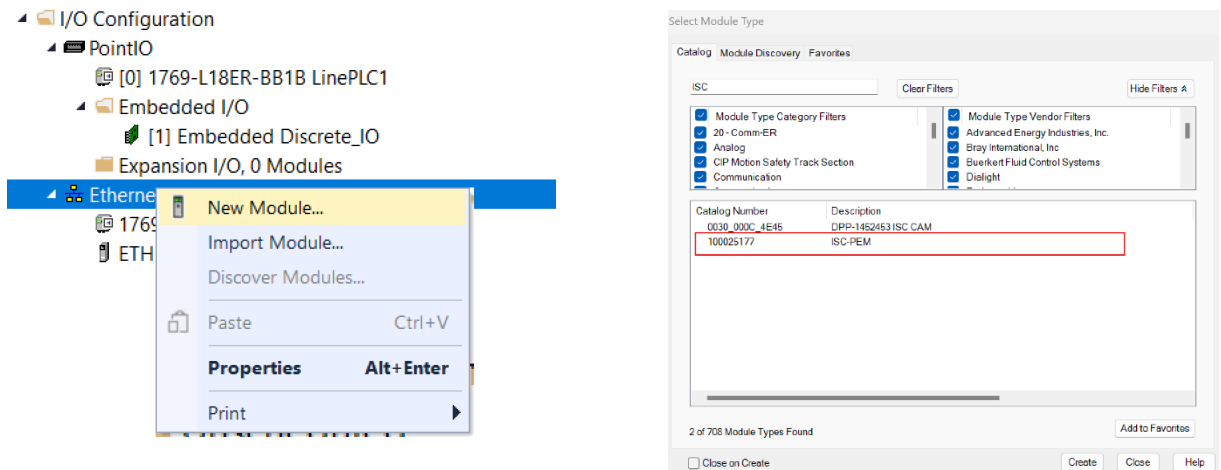 I/O Configuration
PointIO
[0] 1769-L18ER-BB1B LinePLC1
Embedded I/O
[1] Embedded Discrete_IO
Expansion I/O, 0 Modules
Etherne
1769
ETH
New Module...
Import Module...
Discover Modules...
Paste Ctrl+V
Properties Alt+Enter
Print
Select Module Type
Catalog Module Discovery Favorites
ISC Clear Filters Hide Filters
Module Type Category Filters
20 - Comm-ER
Analog
CIP Motion Safety Track Section
Communication
Module Type Vendor Filters
Advanced Energy Industries, Inc.
Bray International, Inc
Buerkert Fluid Control Systems
Dialight
Catalog Number Description
0030_000C_4E45 DPP-1452453 ISC CAM
100025177 ISC-PEM
2 of 708 Module Types Found Add to Favorites
Close on Create Create Close Help